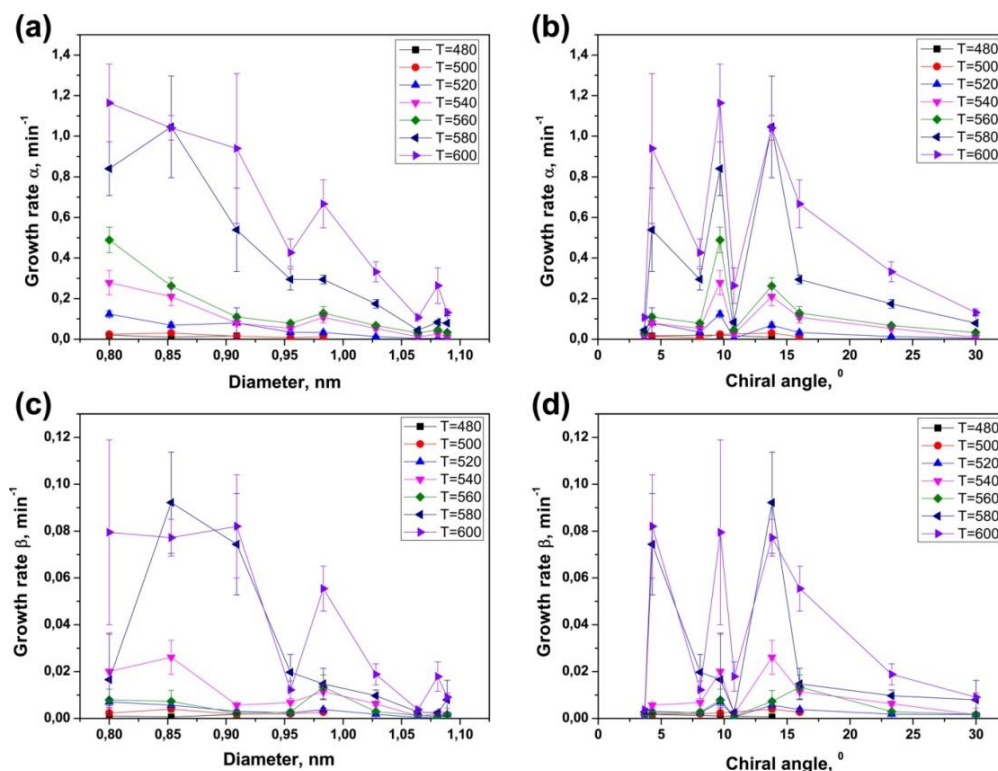 (a)
Growth rate α, min⁻¹
1,4
1,2
1,0
0,8
0,6
0,4
0,2
0,0
T=480
T=500
T=520
T=540
T=560
T=580
T=600
0,80 0,85 0,90 0,95 1,00 1,05 1,10
Diameter, nm
(b)
Growth rate α, min⁻¹
1,4
1,2
1,0
0,8
0,6
0,4
0,2
0,0
T=480
T=500
T=520
T=540
T=560
T=580
T=600
0 5 10 15 20 25 30
Chiral angle, ⁰
(c)
Growth rate β, min⁻¹
0,12
0,10
0,08
0,06
0,04
0,02
0,00
T=480
T=500
T=520
T=540
T=560
T=580
T=600
0,80 0,85 0,90 0,95 1,00 1,05 1,10
Diameter, nm
(d)
Growth rate β, min⁻¹
0,12
0,10
0,08
0,06
0,04
0,02
0,00
T=480
T=500
T=520
T=540
T=560
T=580
T=600
0 5 10 15 20 25 30
Chiral angle, ⁰